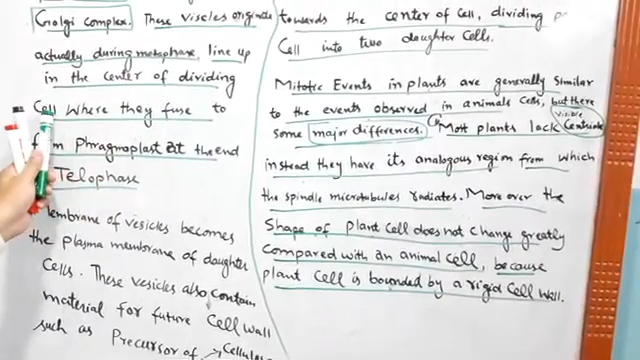 Golgi complex. These viscles originate
actually during metaphase, line up
in the center of dividing
Cell where they fuse to
Phragmoplast at the end
Telophase
membrane of vesicles becomes
the plasma membrane of daughter
Cells. These vesicles also contain
material for future Cell wall
such as Precursor of → Cellulose
towards the center of Cell, dividing
Cell into two daughter Cells.
Mitotic Events in plants are generally Similar
to the events observed in animals Cells, but there
visible
some major differences. Most plants lack Centriole
instead they have its analogous region from which
the spindle microtubules radiates. More over the
Shape of Plant Cell does not change greatly
Compared with an animal Cell, because
plant Cell is bounded by a rigid Cell wall.